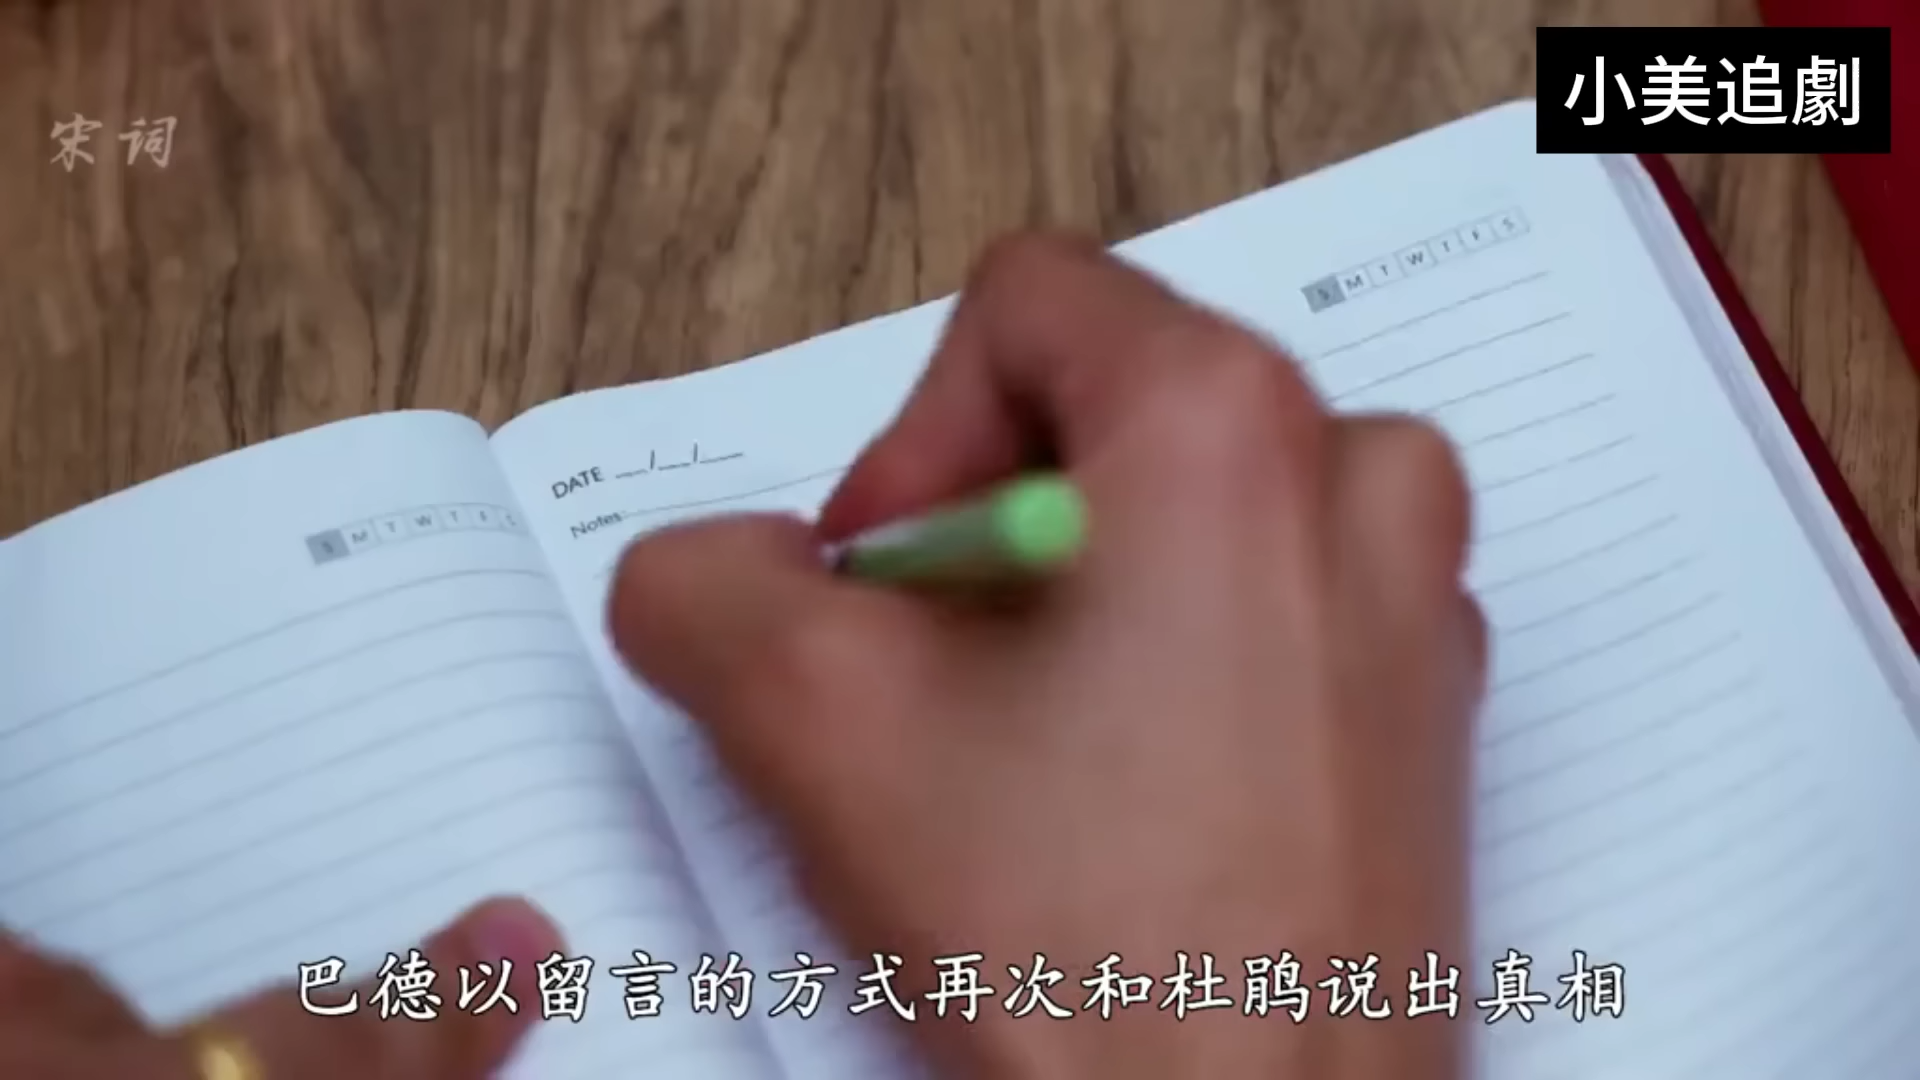 小美追劇
宋词
S M T W T F S
DATE __/__/__
Notes:
S M T W T F S
巴德以留言的方式再次和杜鹃说出真相